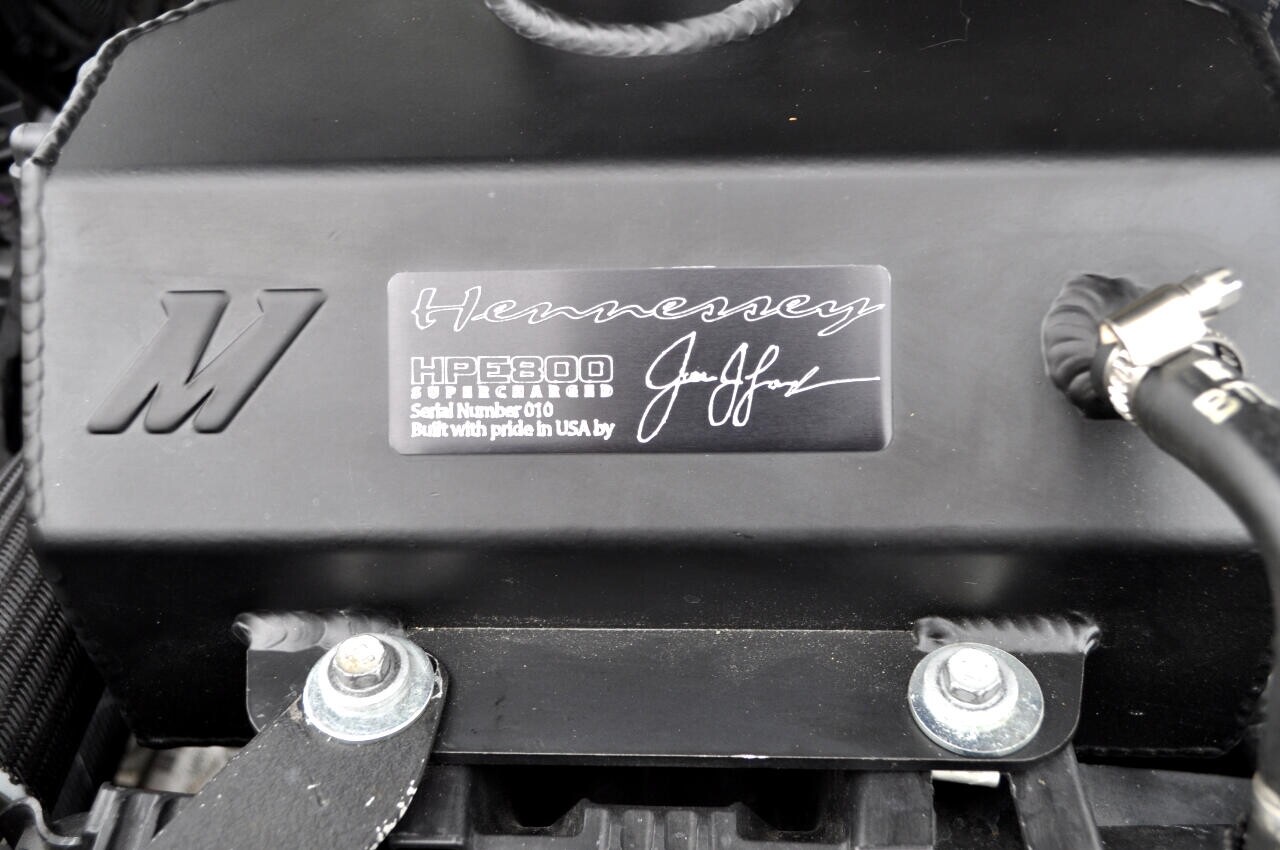 M
Hennessey
HPE800
SUPERCHARGED
Serial Number 010
Built with pride in USA by